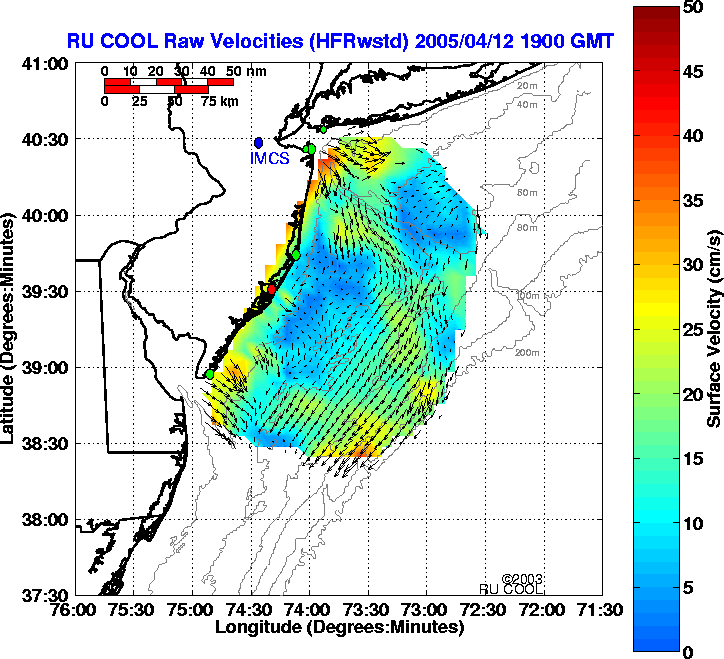 RU COOL Raw Velocities (HFRwstd) 2005/04/12 1900 GMT
0 10 20 30 40 50 nm
0 25 50 75 km
IMCS
20m
40m
80m
100m
200m
©2003
RU COOL
41:00
40:30
40:00
39:30
39:00
38:30
38:00
37:30
Latitude (Degrees:Minutes)
76:00 75:30 75:00 74:30 74:00 73:30 73:00 72:30 72:00 71:30
Longitude (Degrees:Minutes)
50
45
40
35
30
25
20
15
10
5
0
Surface Velocity (cm/s)